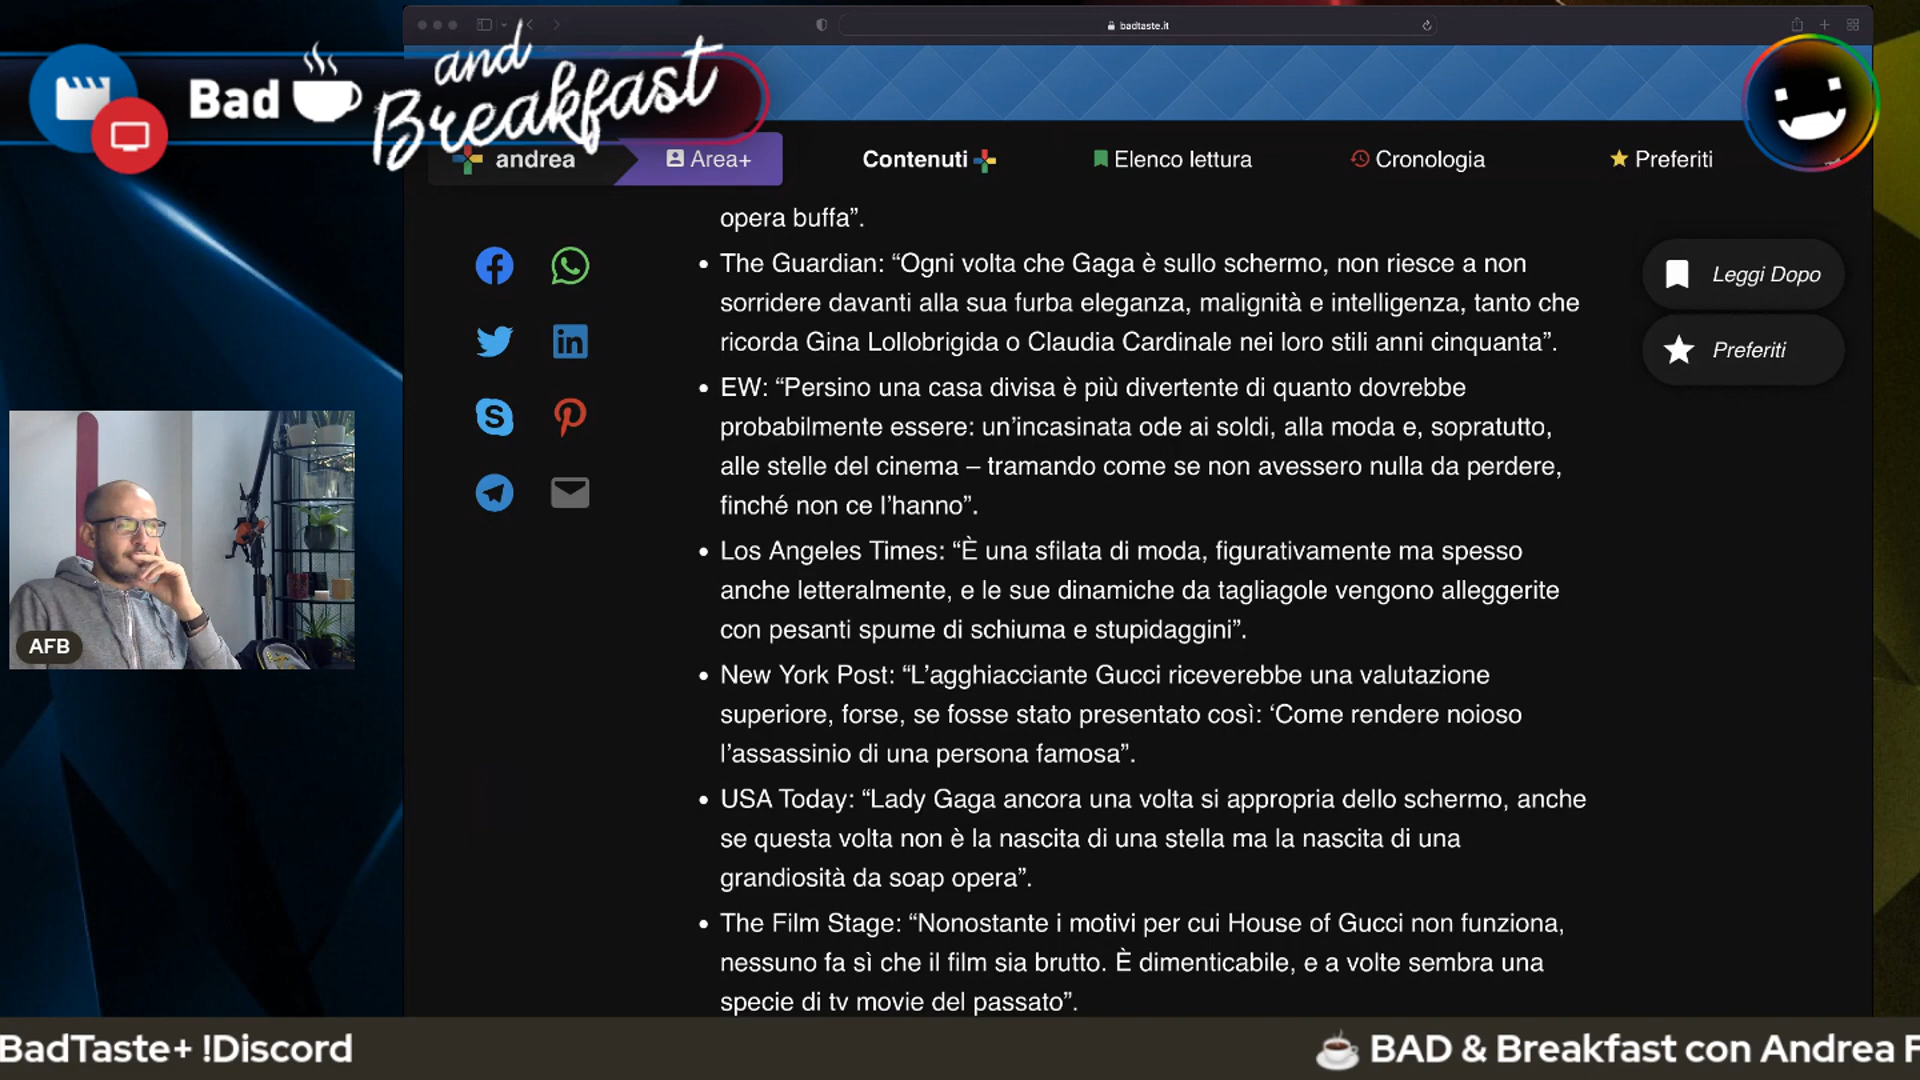 badtaste.it
Bad and Breakfast
andrea
Area+
Contenuti
Elenco lettura
Cronologia
Preferiti
opera buffa”.
• The Guardian: “Ogni volta che Gaga è sullo schermo, non riesce a non
sorridere davanti alla sua furba eleganza, malignità e intelligenza, tanto che
ricorda Gina Lollobrigida o Claudia Cardinale nei loro stili anni cinquanta”.
• EW: “Persino una casa divisa è più divertente di quanto dovrebbe
probabilmente essere: un’incasinata ode ai soldi, alla moda e, sopratutto,
alle stelle del cinema – tramando come se non avessero nulla da perdere,
finché non ce l’hanno”.
• Los Angeles Times: “È una sfilata di moda, figurativamente ma spesso
anche letteralmente, e le sue dinamiche da tagliagole vengono alleggerite
con pesanti spume di schiuma e stupidaggini”.
• New York Post: “L’agghiacciante Gucci riceverebbe una valutazione
superiore, forse, se fosse stato presentato così: ‘Come rendere noioso
l’assassinio di una persona famosa”.
• USA Today: “Lady Gaga ancora una volta si appropria dello schermo, anche
se questa volta non è la nascita di una stella ma la nascita di una
grandiosità da soap opera”.
• The Film Stage: “Nonostante i motivi per cui House of Gucci non funziona,
nessuno fa sì che il film sia brutto. È dimenticabile, e a volte sembra una
specie di tv movie del passato”.
Leggi Dopo
Preferiti
AFB
BadTaste+ !Discord
BAD & Breakfast con Andrea F